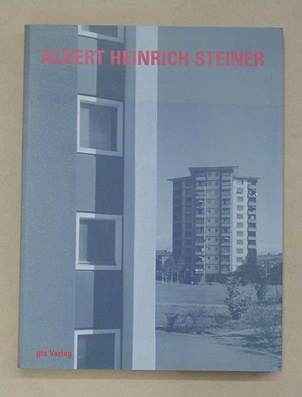 ALBERT HEINRICH STEINER
gta Verlag